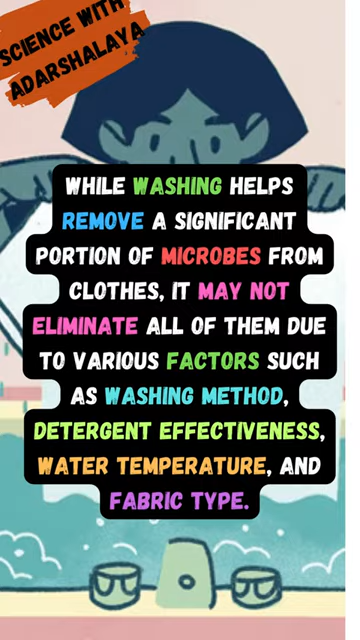 SCIENCE WITH
ADARSHALAYA
WHILE WASHING HELPS
REMOVE A SIGNIFICANT
PORTION OF MICROBES FROM
CLOTHES, IT MAY NOT
ELIMINATE ALL OF THEM DUE
TO VARIOUS FACTORS SUCH
AS WASHING METHOD,
DETERGENT EFFECTIVENESS,
WATER TEMPERATURE, AND
FABRIC TYPE.